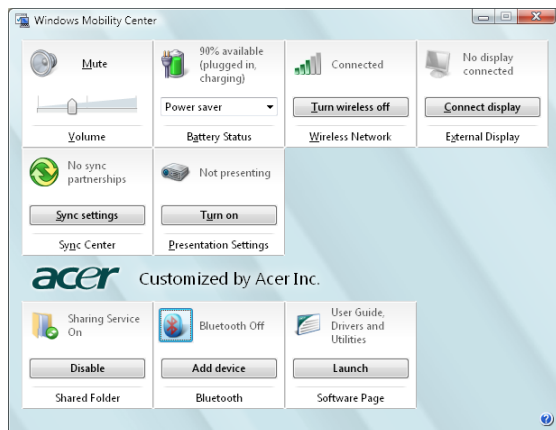 Windows Mobility Center
Mute
Volume
90% available
(plugged in,
charging)
Power saver
Battery Status
Connected
Turn wireless off
Wireless Network
No display
connected
Connect display
External Display
No sync
partnerships
Sync settings
Sync Center
Not presenting
Turn on
Presentation Settings
acer Customized by Acer Inc.
Sharing Service
On
Disable
Shared Folder
Bluetooth Off
Add device
Bluetooth
User Guide,
Drivers and
Utilities
Launch
Software Page